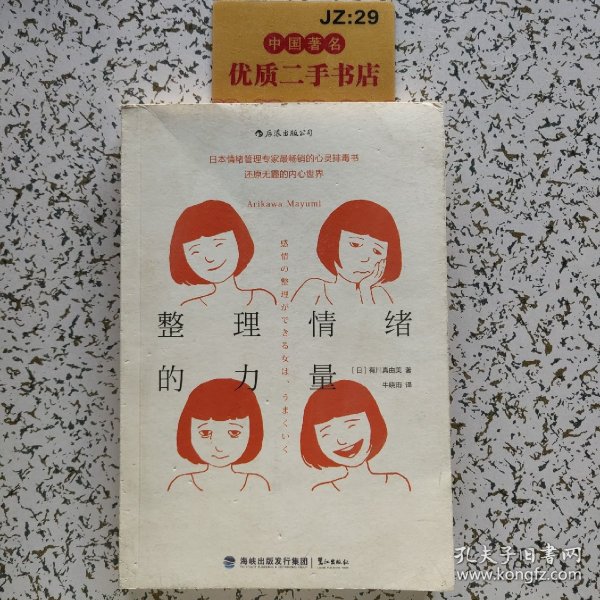 JZ:29
中国著名
优质二手书店
后浪出版公司
日本情绪管理专家最畅销的心灵排毒书
还原无霾的内心世界
Arikawa Mayumi
感情の整理ができる女は、うまくいく
整理情绪
的力量
[日] 有川真由美 著
牛晓雨 译
海峡出版发行集团
鹭江出版社
孔夫子旧书网
www.kongfz.com